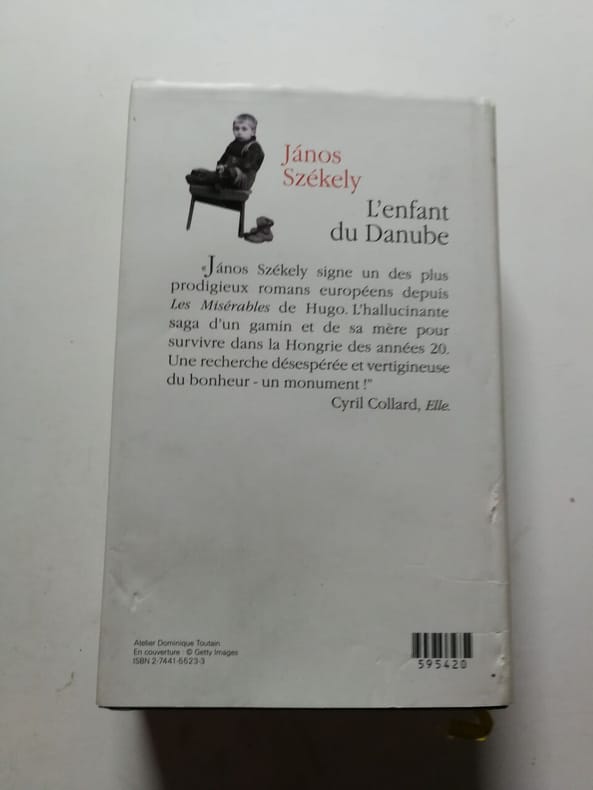 János
Székely
L'enfant
du Danube
«János Székely signe un des plus
prodigieux romans européens depuis
Les Misérables de Hugo. L'hallucinante
saga d'un gamin et de sa mère pour
survivre dans la Hongrie des années 20.
Une recherche désespérée et vertigineuse
du bonheur - un monument !"
Cyril Collard, Elle.
Atelier Dominique Toutain
En couverture : © Getty Images
ISBN 2-7441-5523-3
595420